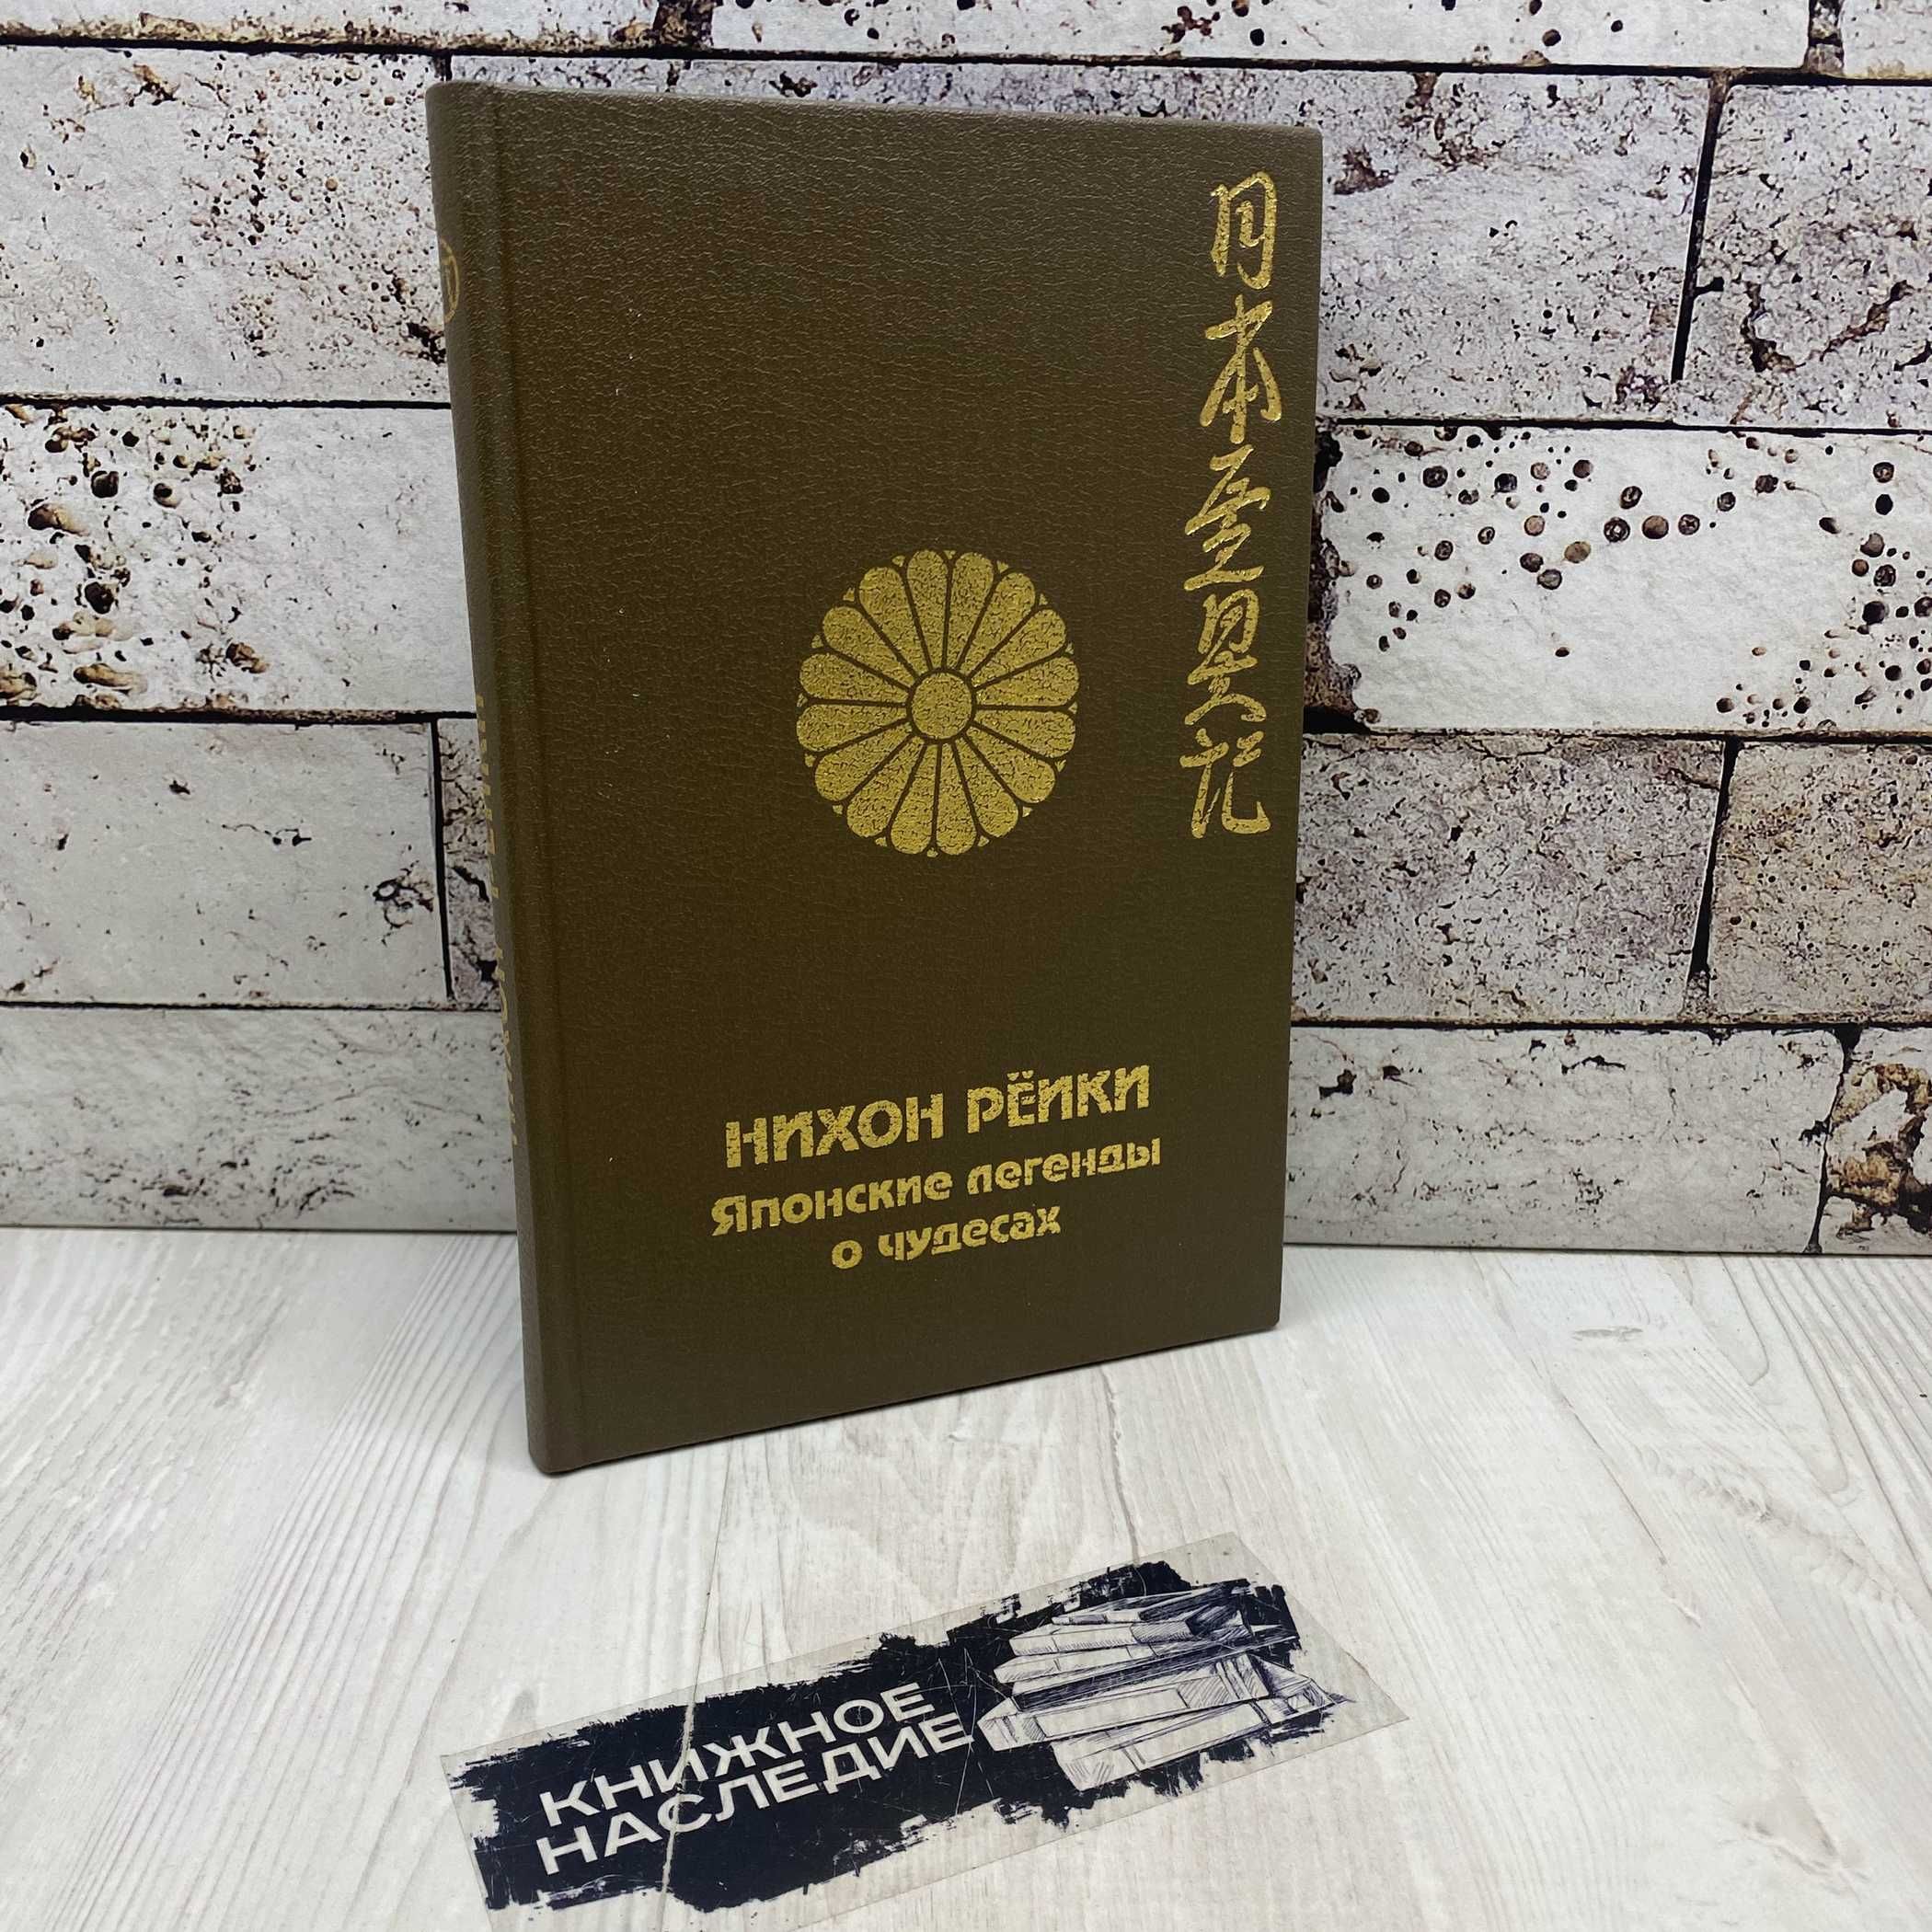 日本霊異記
НИХОН РЁИКИ
Японские легенды
о чудесах
КНИЖНОЕ
НАСЛЕДИЕ